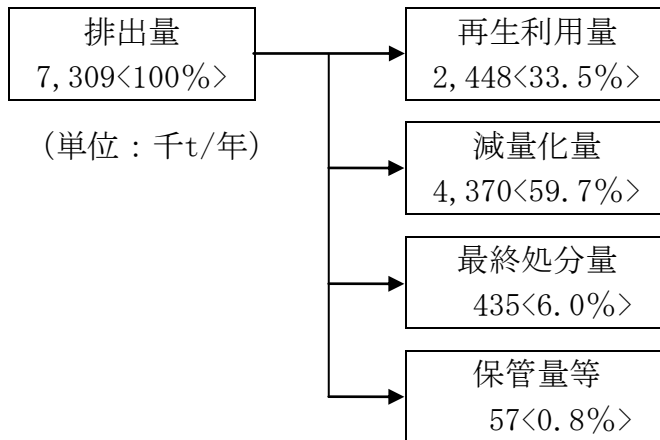 排出量
7,309<100%>
(単位：千t/年)
再生利用量
2,448<33.5%>
減量化量
4,370<59.7%>
最終処分量
435<6.0%>
保管量等
57<0.8%>